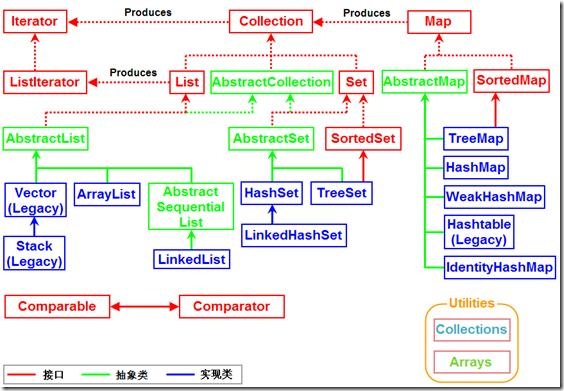 Iterator
Produces
Collection
Produces
Map
ListIterator
Produces
List
AbstractCollection
Set
AbstractMap
SortedMap
AbstractList
AbstractSet
SortedSet
TreeMap
HashMap
Vector
(Legacy)
ArrayList
Abstract
Sequential
List
HashSet
TreeSet
WeakHashMap
Stack
(Legacy)
LinkedList
LinkedHashSet
Hashtable
(Legacy)
IdentityHashMap
Comparable
Comparator
Utilities
Collections
Arrays
接口
抽象类
实现类